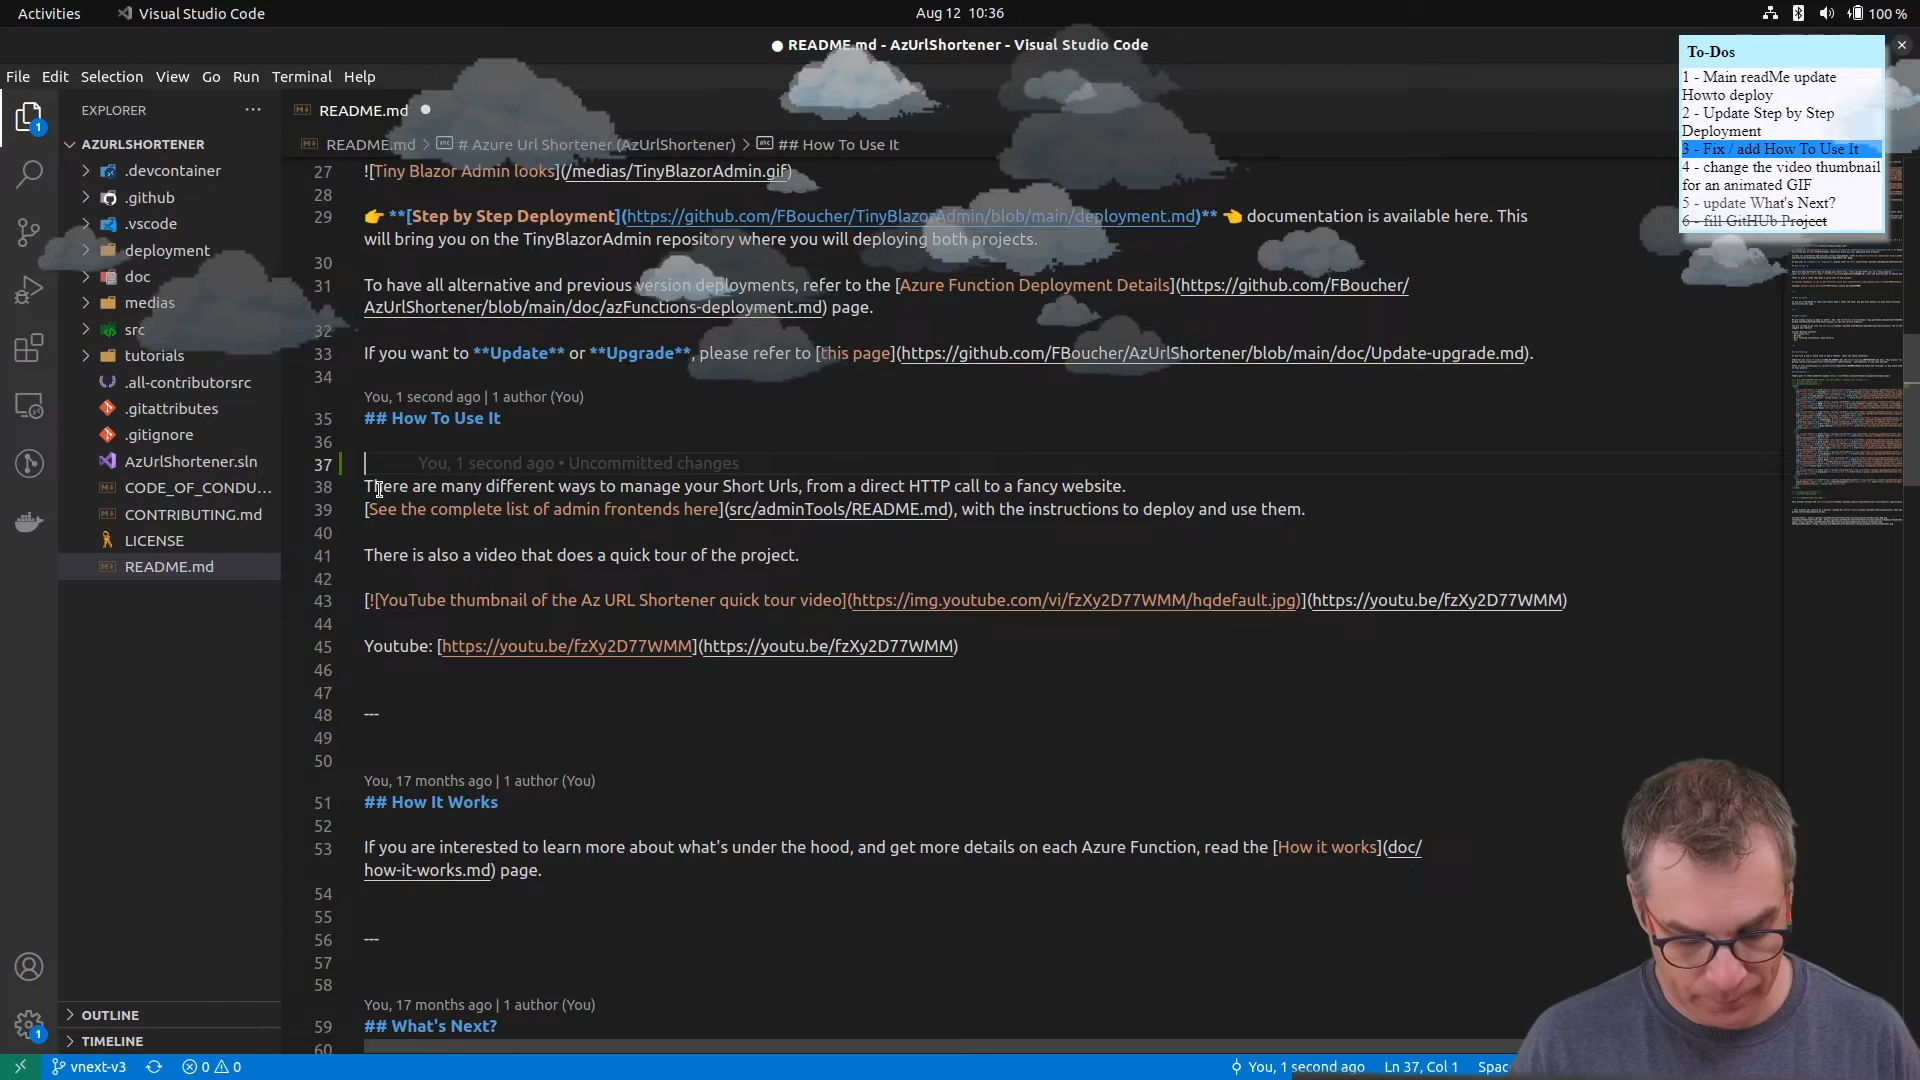 Activities
Visual Studio Code
Aug 12 10:36
100 %
README.md - AzUrlShortener - Visual Studio Code
File Edit Selection View Go Run Terminal Help
To-Dos
1 - Main readMe update
Howto deploy
2 - Update Step by Step
Deployment
3 - Fix / add How To Use It
4 - change the video thumbnail
for an animated GIF
5 - update What's Next?
6 - fill GitHUb Project
EXPLORER
AZURLSHORTENER
.devcontainer
.github
.vscode
deployment
doc
medias
src
tutorials
.all-contributorsrc
.gitattributes
.gitignore
AzUrlShortener.sln
CODE_OF_CONDU...
CONTRIBUTING.md
LICENSE
README.md
OUTLINE
TIMELINE
1
1
README.md
README.md > # Azure Url Shortener (AzUrlShortener) > ## How To Use It
27 ![Tiny Blazor Admin looks](/medias/TinyBlazorAdmin.gif)
28
29 👉 **[Step by Step Deployment](https://github.com/FBoucher/TinyBlazorAdmin/blob/main/deployment.md)** 👈 documentation is available here. This
will bring you on the TinyBlazorAdmin repository where you will deploying both projects.
30
31 To have all alternative and previous version deployments, refer to the [Azure Function Deployment Details](https://github.com/FBoucher/
AzUrlShortener/blob/main/doc/azFunctions-deployment.md) page.
32
33 If you want to **Update** or **Upgrade**, please refer to [this page](https://github.com/FBoucher/AzUrlShortener/blob/main/doc/Update-upgrade.md).
34
You, 1 second ago | 1 author (You)
35 ## How To Use It
36
37 You, 1 second ago • Uncommitted changes
38 There are many different ways to manage your Short Urls, from a direct HTTP call to a fancy website.
39 [See the complete list of admin frontends here](src/adminTools/README.md), with the instructions to deploy and use them.
40
41 There is also a video that does a quick tour of the project.
42
43 [![YouTube thumbnail of the Az URL Shortener quick tour video](https://img.youtube.com/vi/fzXy2D77WMM/hqdefault.jpg)](https://youtu.be/fzXy2D77WMM)
44
45 Youtube: [https://youtu.be/fzXy2D77WMM](https://youtu.be/fzXy2D77WMM)
46
47
48 ---
49
50
You, 17 months ago | 1 author (You)
51 ## How It Works
52
53 If you are interested to learn more about what's under the hood, and get more details on each Azure Function, read the [How it works](doc/
how-it-works.md) page.
54
55
56 ---
57
58
You, 17 months ago | 1 author (You)
59 ## What's Next?
60
vnext-v3
0 0
You, 1 second ago
Ln 37, Col 1